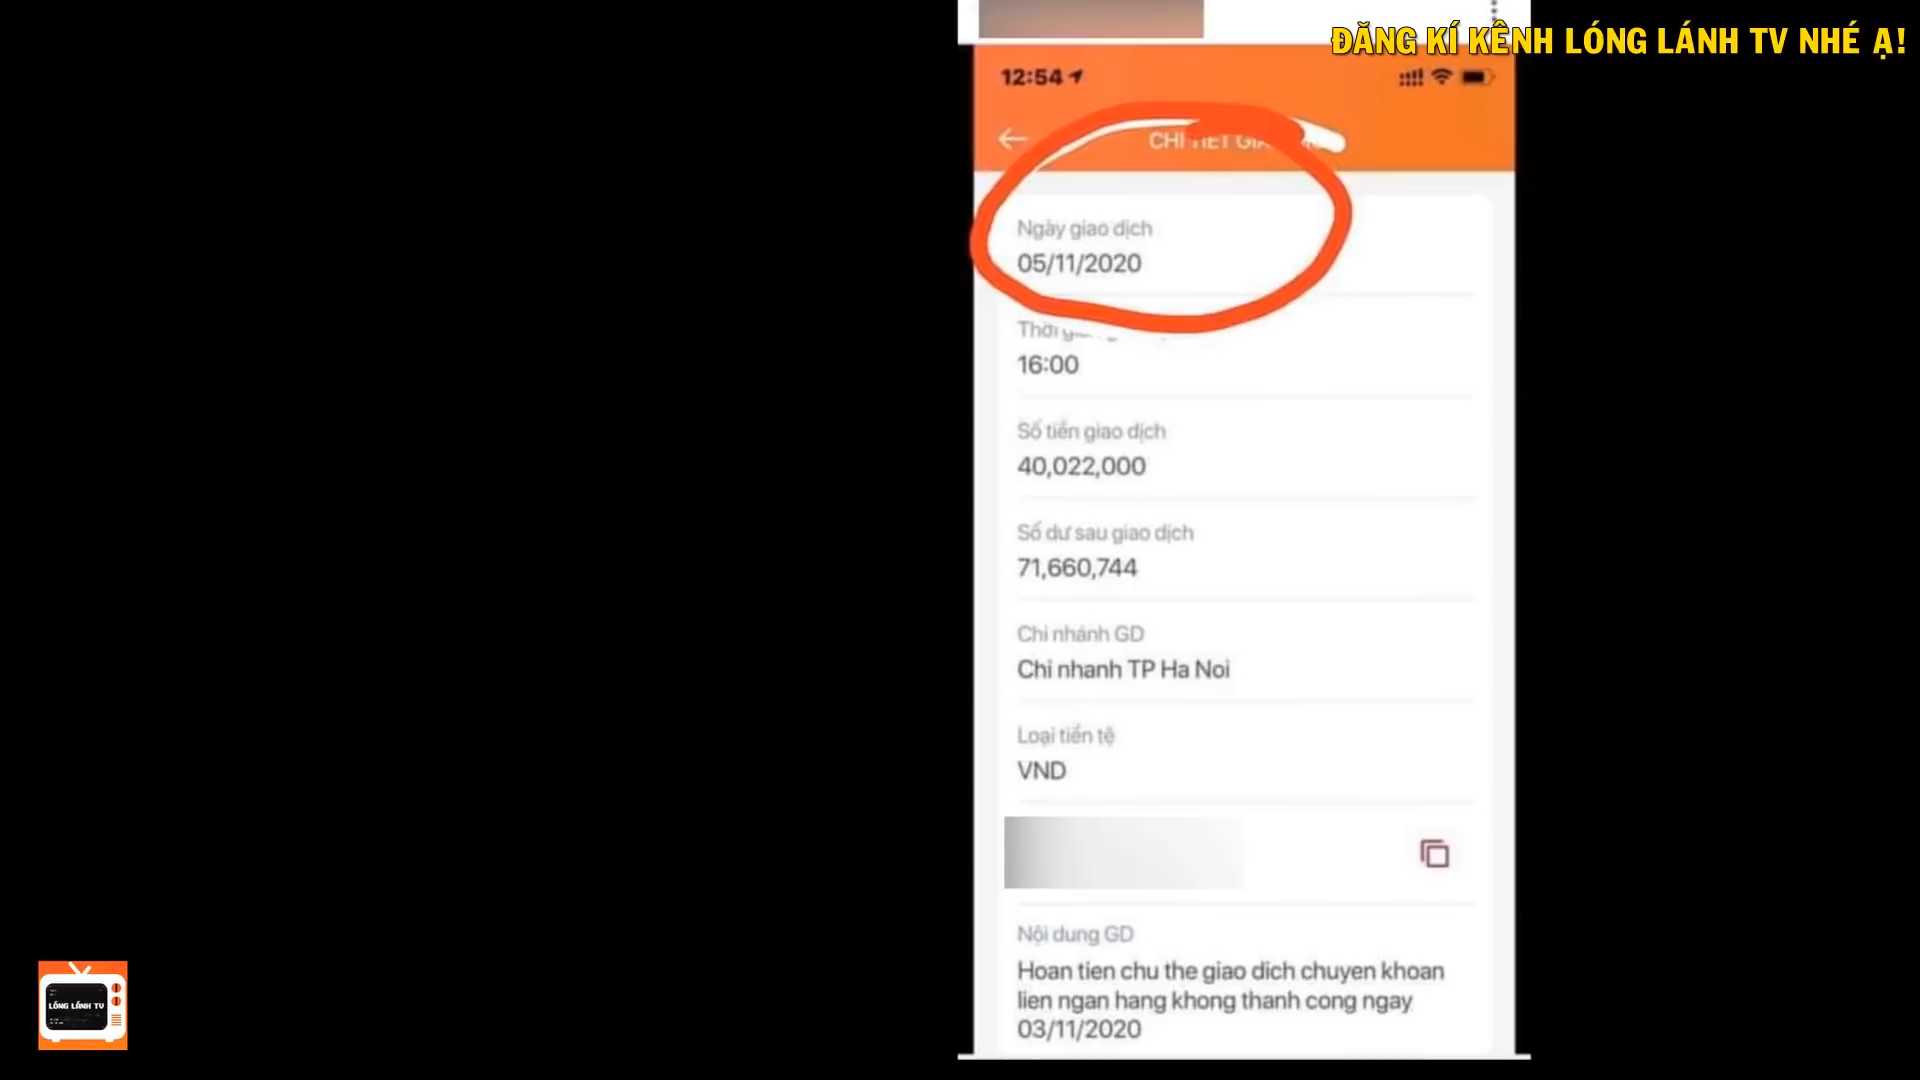 ĐĂNG KÍ KÊNH LÓNG LÁNH TV NHÉ Ạ!
12:54
Ngày giao dịch
05/11/2020
16:00
Số tiền giao dịch
40,022,000
Số dư sau giao dịch
71,660,744
Chi nhánh GD
Chi nhanh TP Ha Noi
Loại tiền tệ
VND
Nội dung GD
Hoan tien chu the giao dich chuyen khoan
lien ngan hang khong thanh cong ngay
03/11/2020
LÓNG LÁNH TV